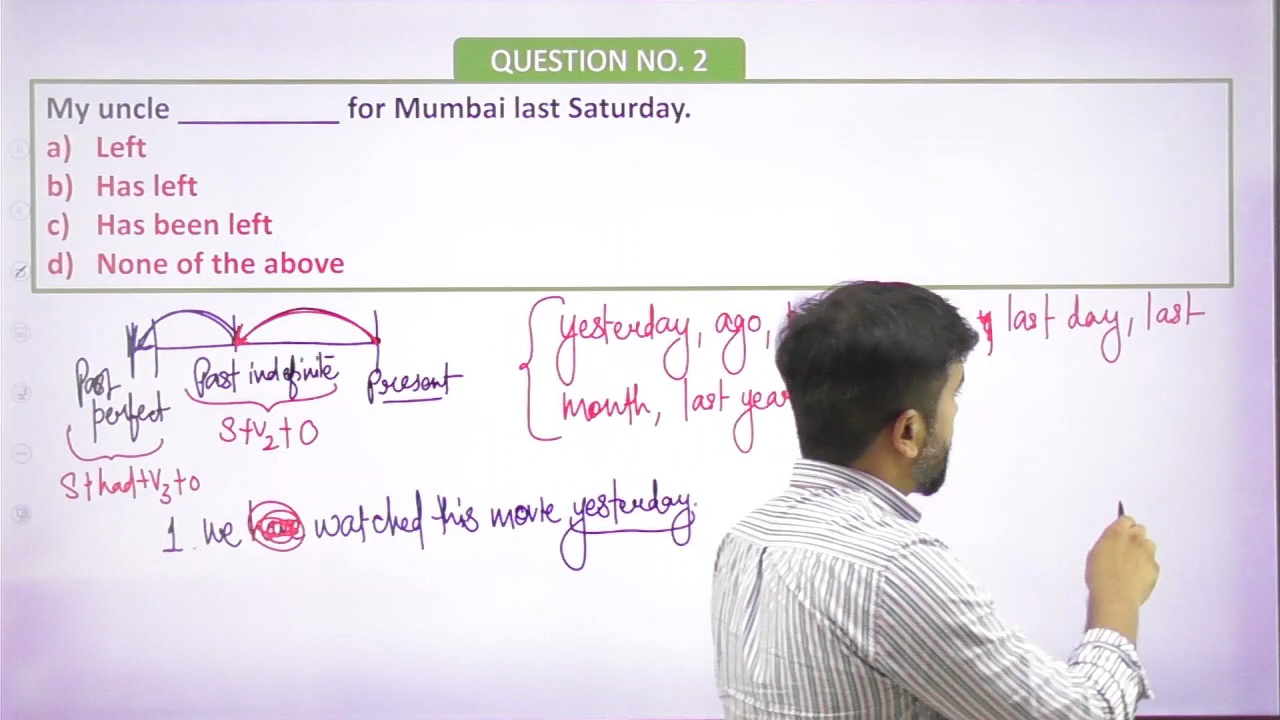 QUESTION NO. 2
My uncle ___________ for Mumbai last Saturday.
a) Left
b) Has left
c) Has been left
d) None of the above
yesterday, ago, last day, last
month, last year
Past perfect
Past indefinite
Present
S+V2+O
S+had+V3+O
1. we have watched this movie yesterday.